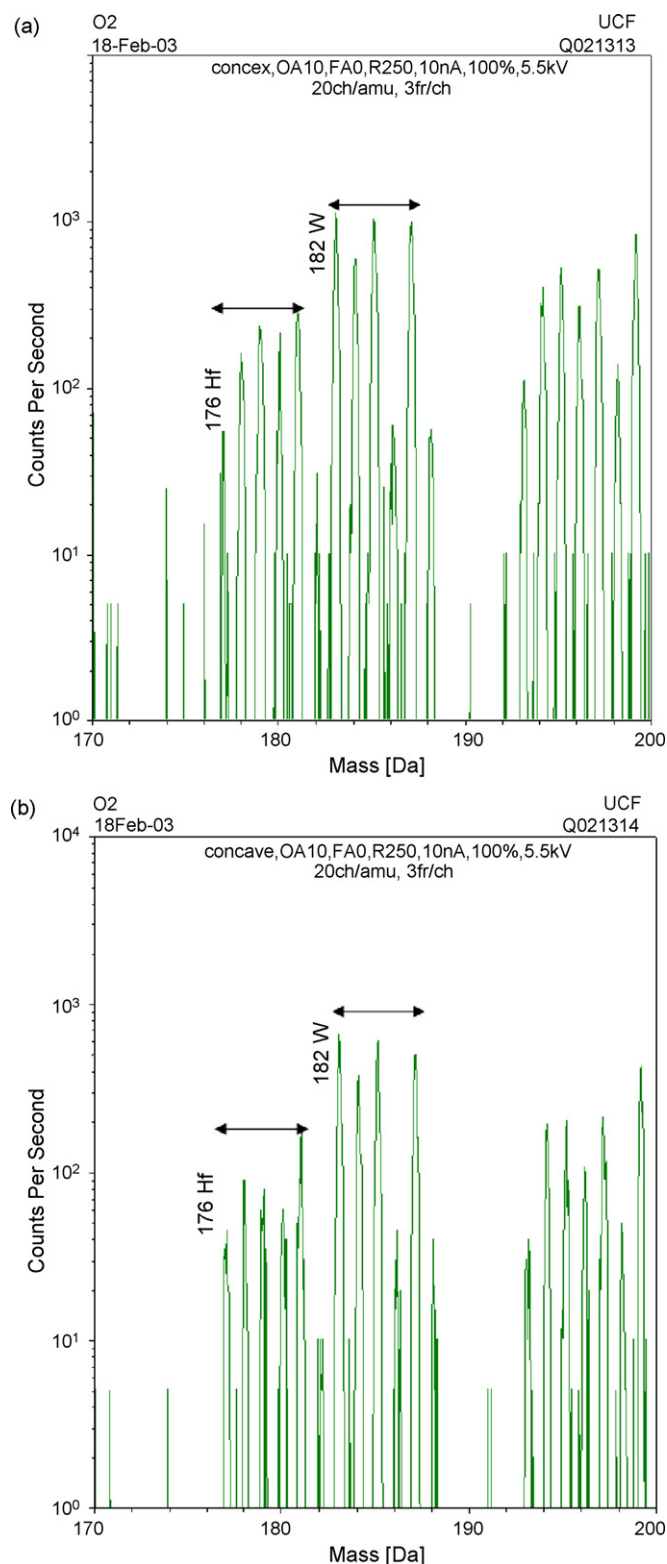 (a)
O2 UCF
18-Feb-03 Q021313
concex,OA10,FA0,R250,10nA,100%,5.5kV
20ch/amu, 3fr/ch
10³
182 W
176 Hf
10²
Counts Per Second
10¹
10⁰
170 180 190 200
Mass [Da]
(b)
O2 UCF
18Feb-03 Q021314
10⁴
concave,OA10,FA0,R250,10nA,100%,5.5kV
20ch/amu, 3fr/ch
10³
182 W
176 Hf
10²
Counts Per Second
10¹
10⁰
170 180 190 200
Mass [Da]